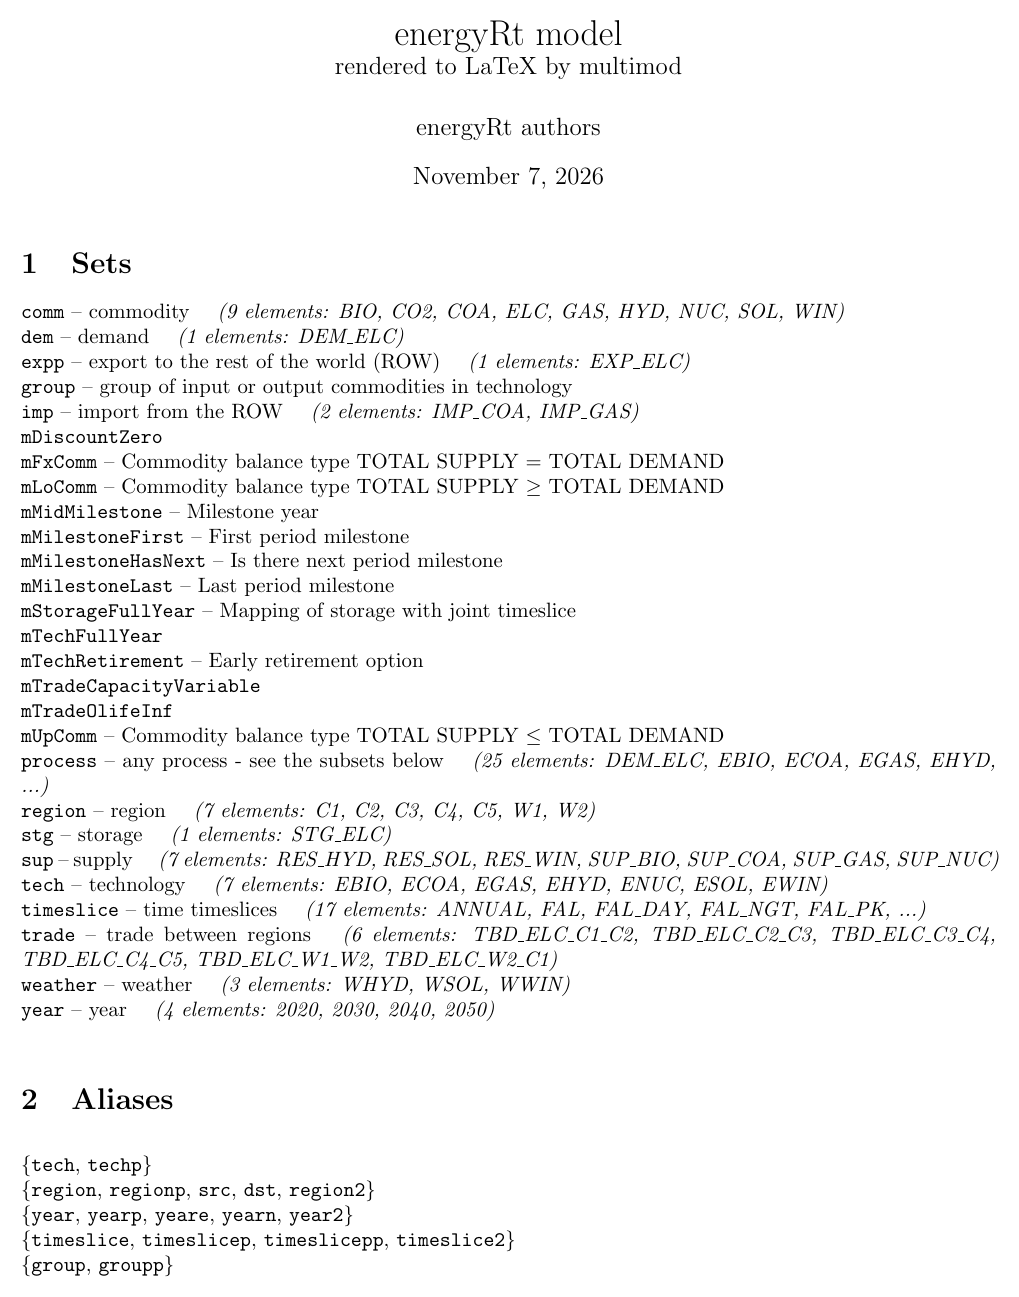 energyRt model
rendered to LaTeX by multimod
energyRt authors
November 7, 2026
1 Sets
comm – commodity (9 elements: BIO, CO2, COA, ELC, GAS, HYD, NUC, SOL, WIN)
dem – demand (1 elements: DEM_ELC)
expp – export to the rest of the world (ROW) (1 elements: EXP_ELC)
group – group of input or output commodities in technology
imp – import from the ROW (2 elements: IMP_COA, IMP_GAS)
mDiscountZero
mFxComm – Commodity balance type TOTAL SUPPLY = TOTAL DEMAND
mLoComm – Commodity balance type TOTAL SUPPLY ≥ TOTAL DEMAND
mMidMilestone – Milestone year
mMilestoneFirst – First period milestone
mMilestoneHasNext – Is there next period milestone
mMilestoneLast – Last period milestone
mStorageFullYear – Mapping of storage with joint timeslice
mTechFullYear
mTechRetirement – Early retirement option
mTradeCapacityVariable
mTradeOlifeInf
mUpComm – Commodity balance type TOTAL SUPPLY ≤ TOTAL DEMAND
process – any process - see the subsets below (25 elements: DEM_ELC, EBIO, ECOA, EGAS, EHYD,
...)
region – region (7 elements: C1, C2, C3, C4, C5, W1, W2)
stg – storage (1 elements: STG_ELC)
sup – supply (7 elements: RES_HYD, RES_SOL, RES_WIN, SUP_BIO, SUP_COA, SUP_GAS, SUP_NUC)
tech – technology (7 elements: EBIO, ECOA, EGAS, EHYD, ENUC, ESOL, EWIN)
timeslice – time timeslices (17 elements: ANNUAL, FAL, FAL_DAY, FAL_NGT, FAL_PK, ...)
trade – trade between regions (6 elements: TBD_ELC_C1_C2, TBD_ELC_C2_C3, TBD_ELC_C3_C4,
TBD_ELC_C4_C5, TBD_ELC_W1_W2, TBD_ELC_W2_C1)
weather – weather (3 elements: WHYD, WSOL, WWIN)
year – year (4 elements: 2020, 2030, 2040, 2050)
2 Aliases
{tech, techp}
{region, regionp, src, dst, region2}
{year, yearp, yeare, yearn, year2}
{timeslice, timeslicep, timeslicepp, timeslice2}
{group, groupp}